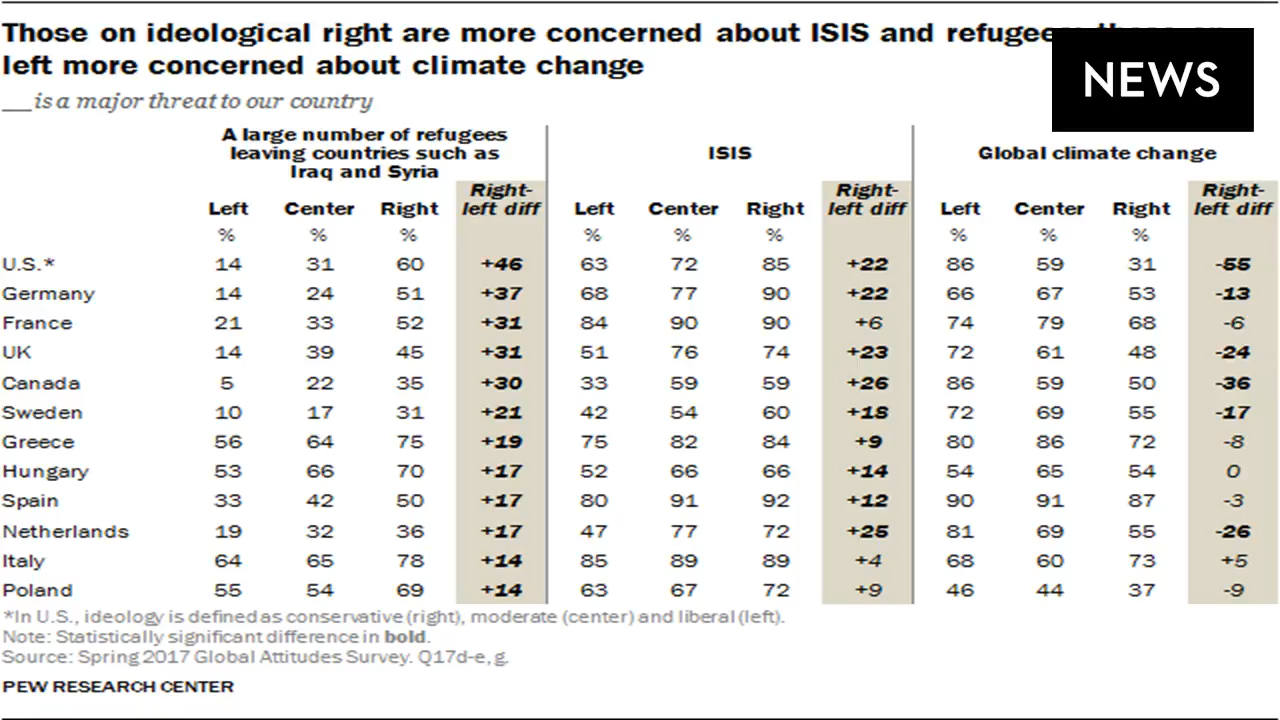 Those on ideological right are more concerned about ISIS and
left more concerned about climate change
NEWS
__is a major threat to our country
A large number of refugees
leaving countries such as
Iraq and Syria
ISIS
Global climate change
Left Center Right Right-left diff Left Center Right Right-left diff Left Center Right Right-left diff
% % % % % % % % %
U.S.* 14 31 60 +46 63 72 85 +22 86 59 31 -55
Germany 14 24 51 +37 68 77 90 +22 66 67 53 -13
France 21 33 52 +31 84 90 90 +6 74 79 68 -6
UK 14 39 45 +31 51 76 74 +23 72 61 48 -24
Canada 5 22 35 +30 33 59 59 +26 86 59 50 -36
Sweden 10 17 31 +21 42 54 60 +18 72 69 55 -17
Greece 56 64 75 +19 75 82 84 +9 80 86 72 -8
Hungary 53 66 70 +17 52 66 66 +14 54 65 54 0
Spain 33 42 50 +17 80 91 92 +12 90 91 87 -3
Netherlands 19 32 36 +17 47 77 72 +25 81 69 55 -26
Italy 64 65 78 +14 85 89 89 +4 68 60 73 +5
Poland 55 54 69 +14 63 67 72 +9 46 44 37 -9
*In U.S., ideology is defined as conservative (right), moderate (center) and liberal (left).
Note: Statistically significant difference in bold.
Source: Spring 2017 Global Attitudes Survey. Q17d-e, g.
PEW RESEARCH CENTER